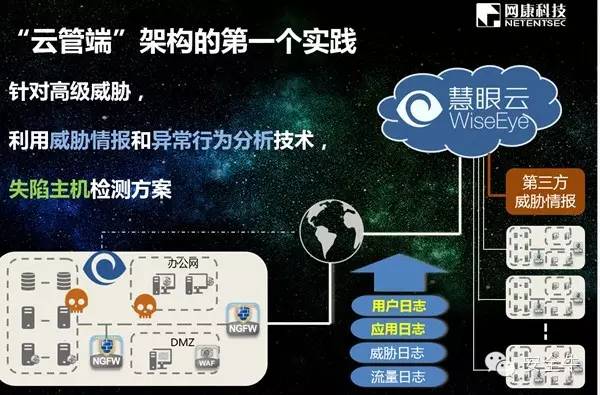 网康科技
NETENTSEC
“云管端”架构的第一个实践
针对高级威胁，
利用威胁情报和异常行为分析技术，
失陷主机检测方案
慧眼云
WiseEye
第三方
威胁情报
办公网
NGFW
NGFW
DMZ
WAF
用户日志
应用日志
威胁日志
流量日志
安全牛